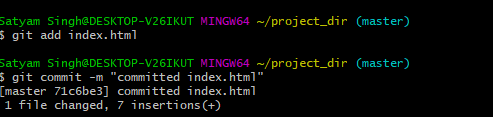 Satyam Singh@DESKTOP-V26IKUT MINGW64 ~/project_dir (master)
$ git add index.html
Satyam Singh@DESKTOP-V26IKUT MINGW64 ~/project_dir (master)
$ git commit -m "committed index.html"
[master 71c6be3] committed index.html
 1 file changed, 7 insertions(+)